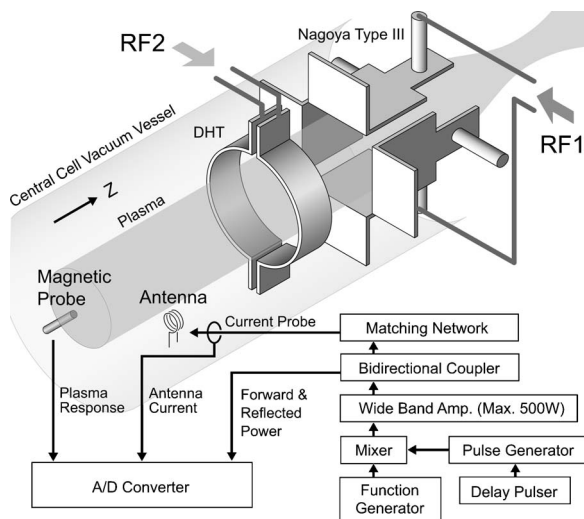 Nagoya Type III
RF2
DHT
RF1
Central Cell Vacuum Vessel
Z
Plasma
Magnetic
Probe
Antenna
Current Probe
Matching Network
Plasma
Response
Antenna
Current
Forward &
Reflected
Power
Bidirectional Coupler
Wide Band Amp. (Max. 500W)
Mixer
Pulse Generator
A/D Converter
Function
Generator
Delay Pulser